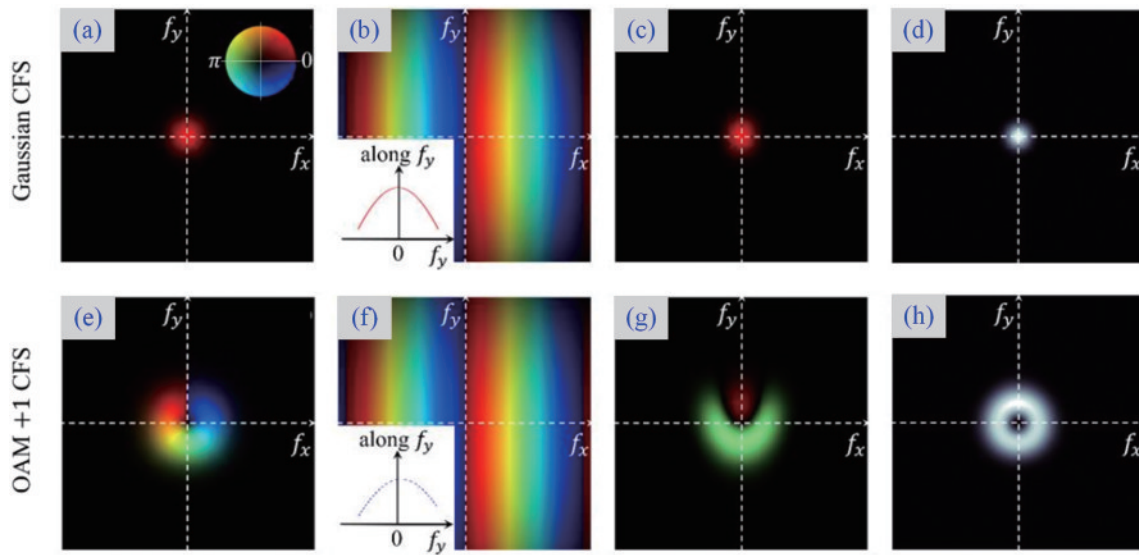 Gaussian CFS
(a)
f_y
π
0
f_x
(b)
f_y
f_x
along f_y
0
f_y
(c)
f_y
f_x
(d)
f_y
f_x
OAM +1 CFS
(e)
f_y
f_x
(f)
f_y
f_x
along f_y
0
f_y
(g)
f_y
f_x
(h)
f_y
f_x